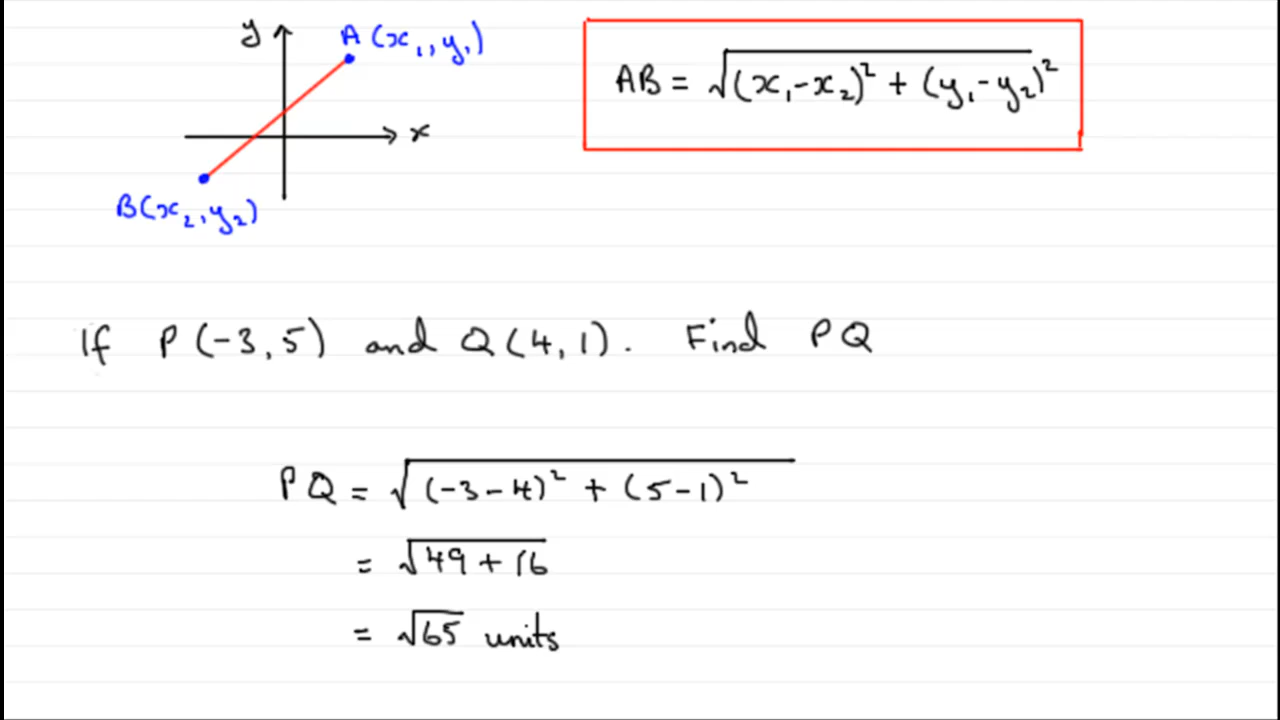 y
A (x₁, y₁)
AB = √((x₁-x₂)² + (y₁-y₂)²)
x
B(x₂, y₂)
If P(-3, 5) and Q(4, 1). Find PQ
PQ = √((-3-4)² + (5-1)²)
= √(49 + 16)
= √65 units